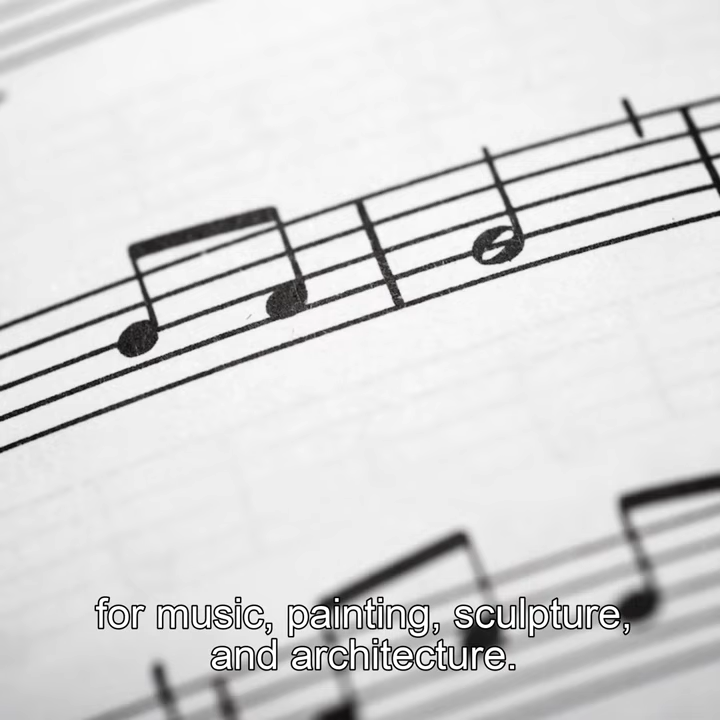 for music, painting, sculpture,
and architecture.